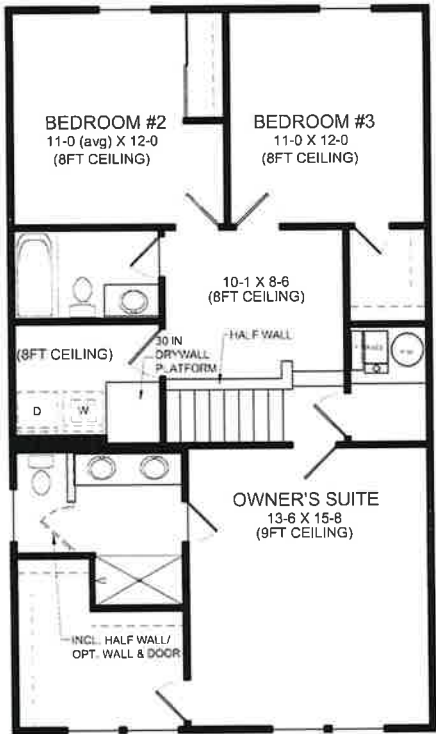 BEDROOM #2
11-0 (avg) X 12-0
(8FT CEILING)
BEDROOM #3
11-0 X 12-0
(8FT CEILING)
10-1 X 8-6
(8FT CEILING)
(8FT CEILING)
30 IN
DRYWALL
PLATFORM
HALF WALL
D
W
OWNER'S SUITE
13-6 X 15-8
(9FT CEILING)
INCL. HALF WALL/
OPT. WALL & DOOR